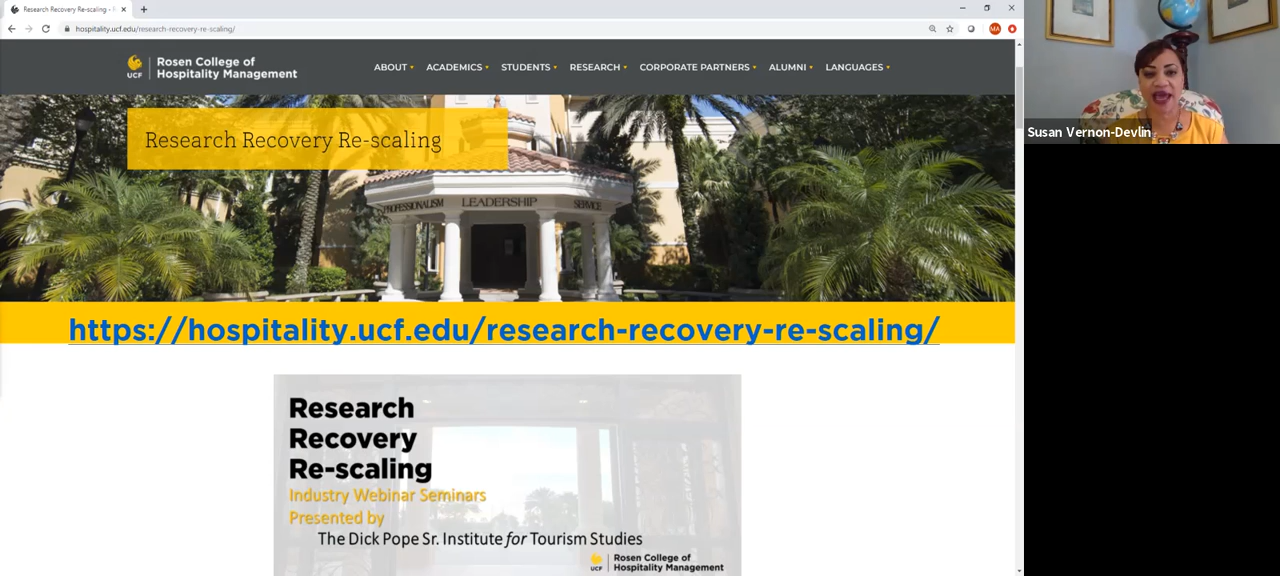 Research Recovery Re-scaling - R
hospitality.ucf.edu/research-recovery-re-scaling/
MA
UCF
Rosen College of
Hospitality Management
ABOUT
ACADEMICS
STUDENTS
RESEARCH
CORPORATE PARTNERS
ALUMNI
LANGUAGES
Research Recovery Re-scaling
PROFESSIONALISM LEADERSHIP SERVICE
https://hospitality.ucf.edu/research-recovery-re-scaling/
Research
Recovery
Re-scaling
Industry Webinar Seminars
Presented by
The Dick Pope Sr. Institute for Tourism Studies
UCF
Rosen College of
Hospitality Management
Susan Vernon-Devlin